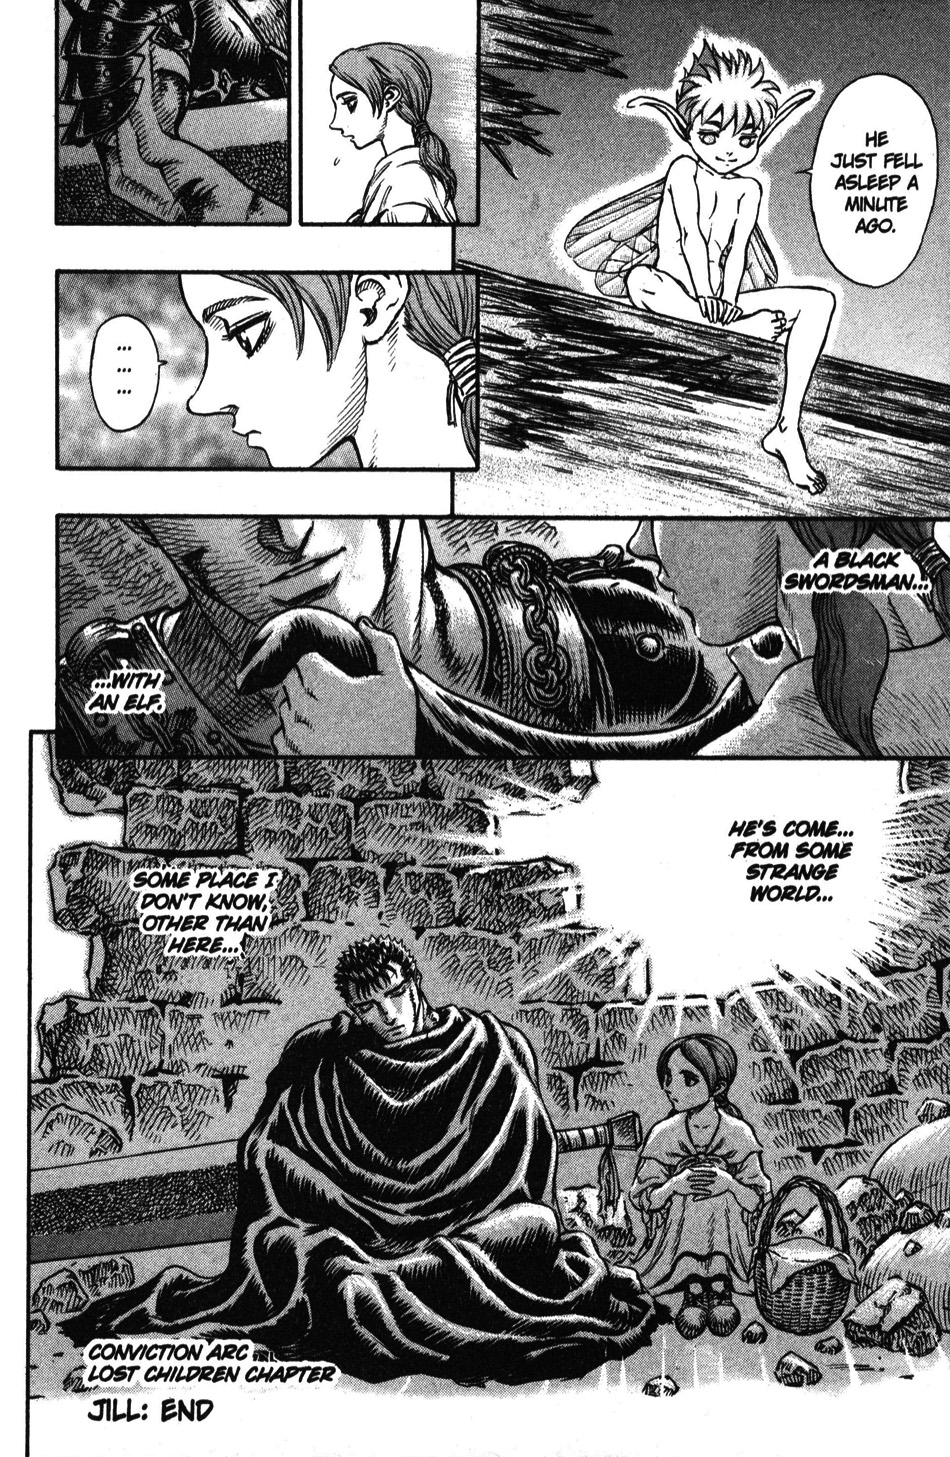 HE
JUST FELL
ASLEEP A
MINUTE
AGO.
...
...
...
A BLACK
SWORDSMAN...
...WITH
AN ELF.
HE'S COME...
FROM SOME
STRANGE
WORLD...
SOME PLACE I
DON'T KNOW,
OTHER THAN
HERE...
CONVICTION ARC
LOST CHILDREN CHAPTER
JILL: END